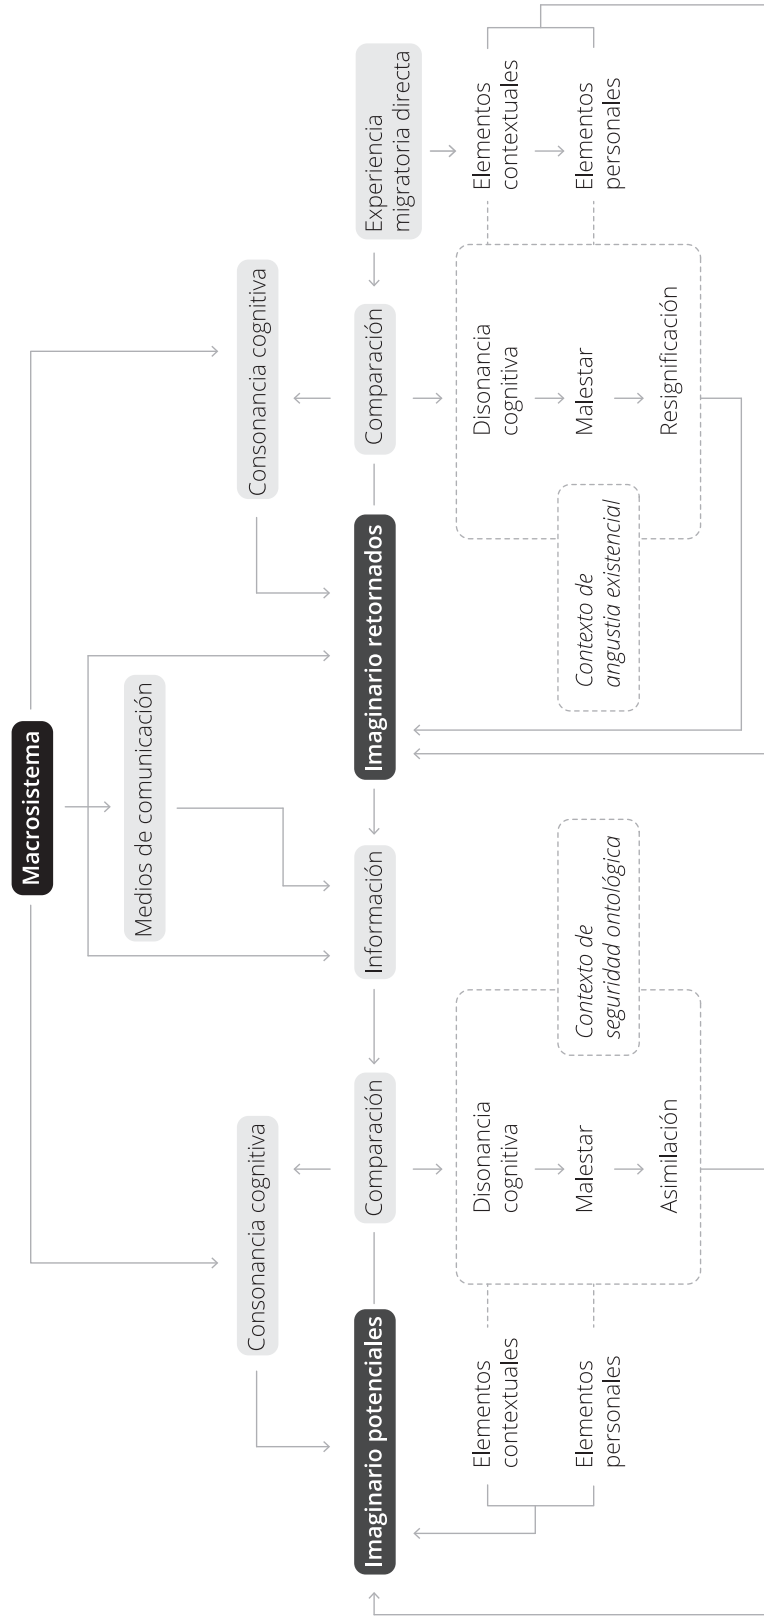 Macrosistema
Medios de comunicación
Consonancia cognitiva
Consonancia cognitiva
Imaginario potenciales
Comparación
Información
Imaginario retornados
Comparación
Experiencia
migratoria directa
Elementos
contextuales
Elementos
personales
Disonancia
cognitiva
Malestar
Asimilación
Contexto de
seguridad ontológica
Contexto de
angustia existencial
Disonancia
cognitiva
Malestar
Resignificación
Elementos
contextuales
Elementos
personales